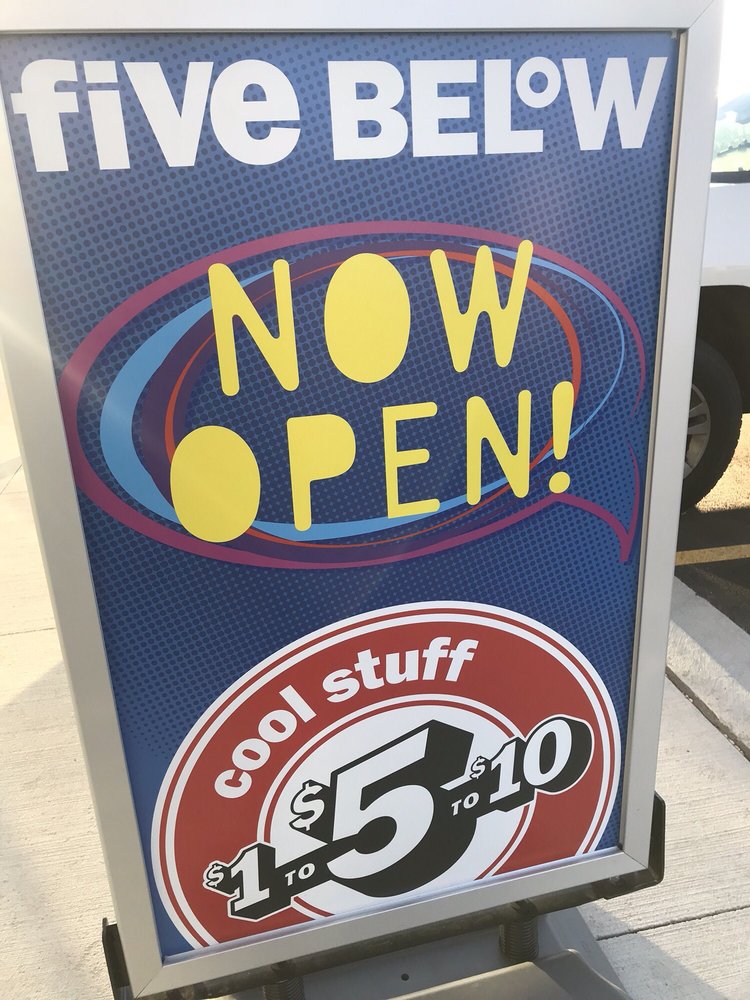 five BELOW
NOW
OPEN!
cool stuff
$1 TO $5 TO $10